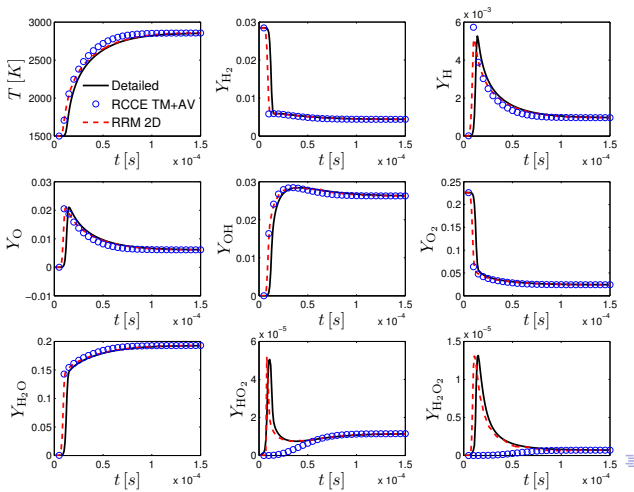 3000
2500
2000
1500
T [K]
Detailed
RCCE TM+AV
RRM 2D
0 0.5 1 1.5
t [s]
x 10⁻⁴
0.03
0.02
0.01
0
Y_H₂
0 0.5 1 1.5
t [s]
x 10⁻⁴
x 10⁻³
6
4
2
0
Y_H
0 0.5 1 1.5
t [s]
x 10⁻⁴
0.03
0.02
0.01
0
−0.01
Y_O
0 0.5 1 1.5
t [s]
x 10⁻⁴
0.03
0.02
0.01
0
Y_OH
0 0.5 1 1.5
t [s]
x 10⁻⁴
0.25
0.2
0.15
0.1
0.05
0
Y_O₂
0 0.5 1 1.5
t [s]
x 10⁻⁴
0.2
0.15
0.1
0.05
0
Y_H₂O
0 0.5 1 1.5
t [s]
x 10⁻⁴
x 10⁻⁵
6
4
2
0
Y_HO₂
0 0.5 1 1.5
t [s]
x 10⁻⁴
x 10⁻⁵
1.5
1
0.5
0
Y_H₂O₂
0 0.5 1 1.5
t [s]
x 10⁻⁴